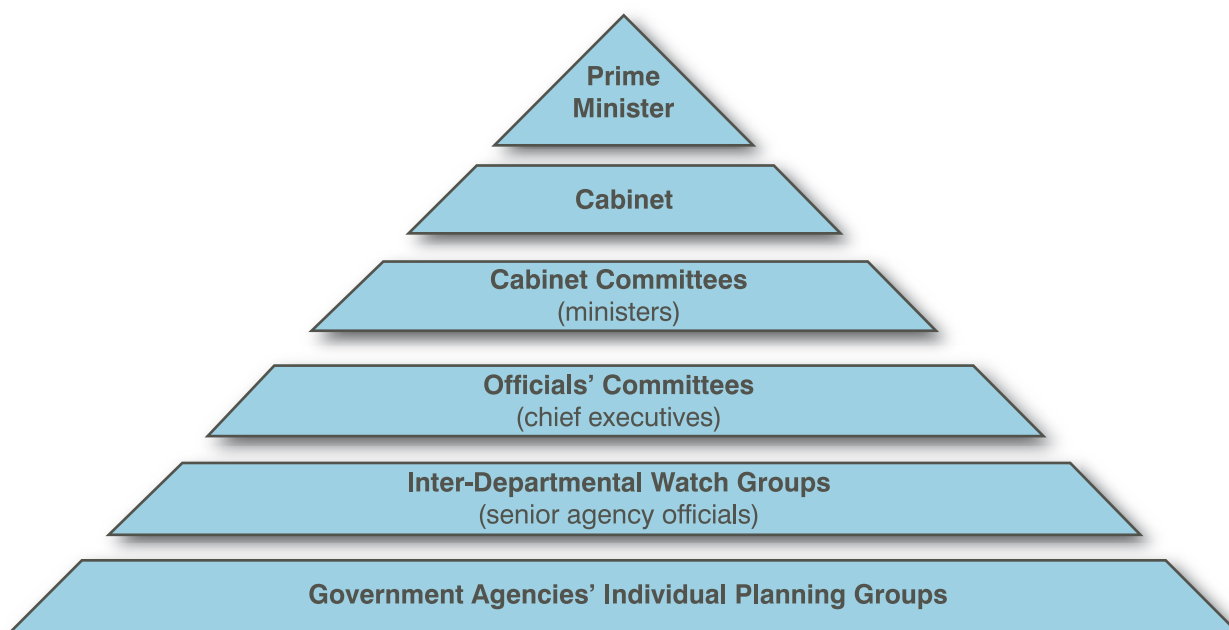 Prime
Minister
Cabinet
Cabinet Committees
(ministers)
Officials’ Committees
(chief executives)
Inter-Departmental Watch Groups
(senior agency officials)
Government Agencies’ Individual Planning Groups